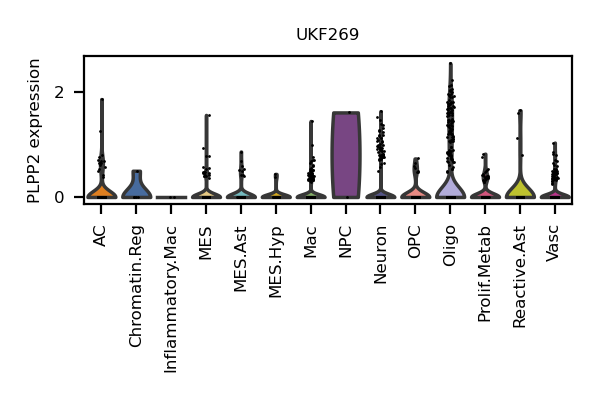 UKF269
PLPP2 expression
2
0
AC
Chromatin.Reg
Inflammatory.Mac
MES
MES.Ast
MES.Hyp
Mac
NPC
Neuron
OPC
Oligo
Prolif.Metab
Reactive.Ast
Vasc